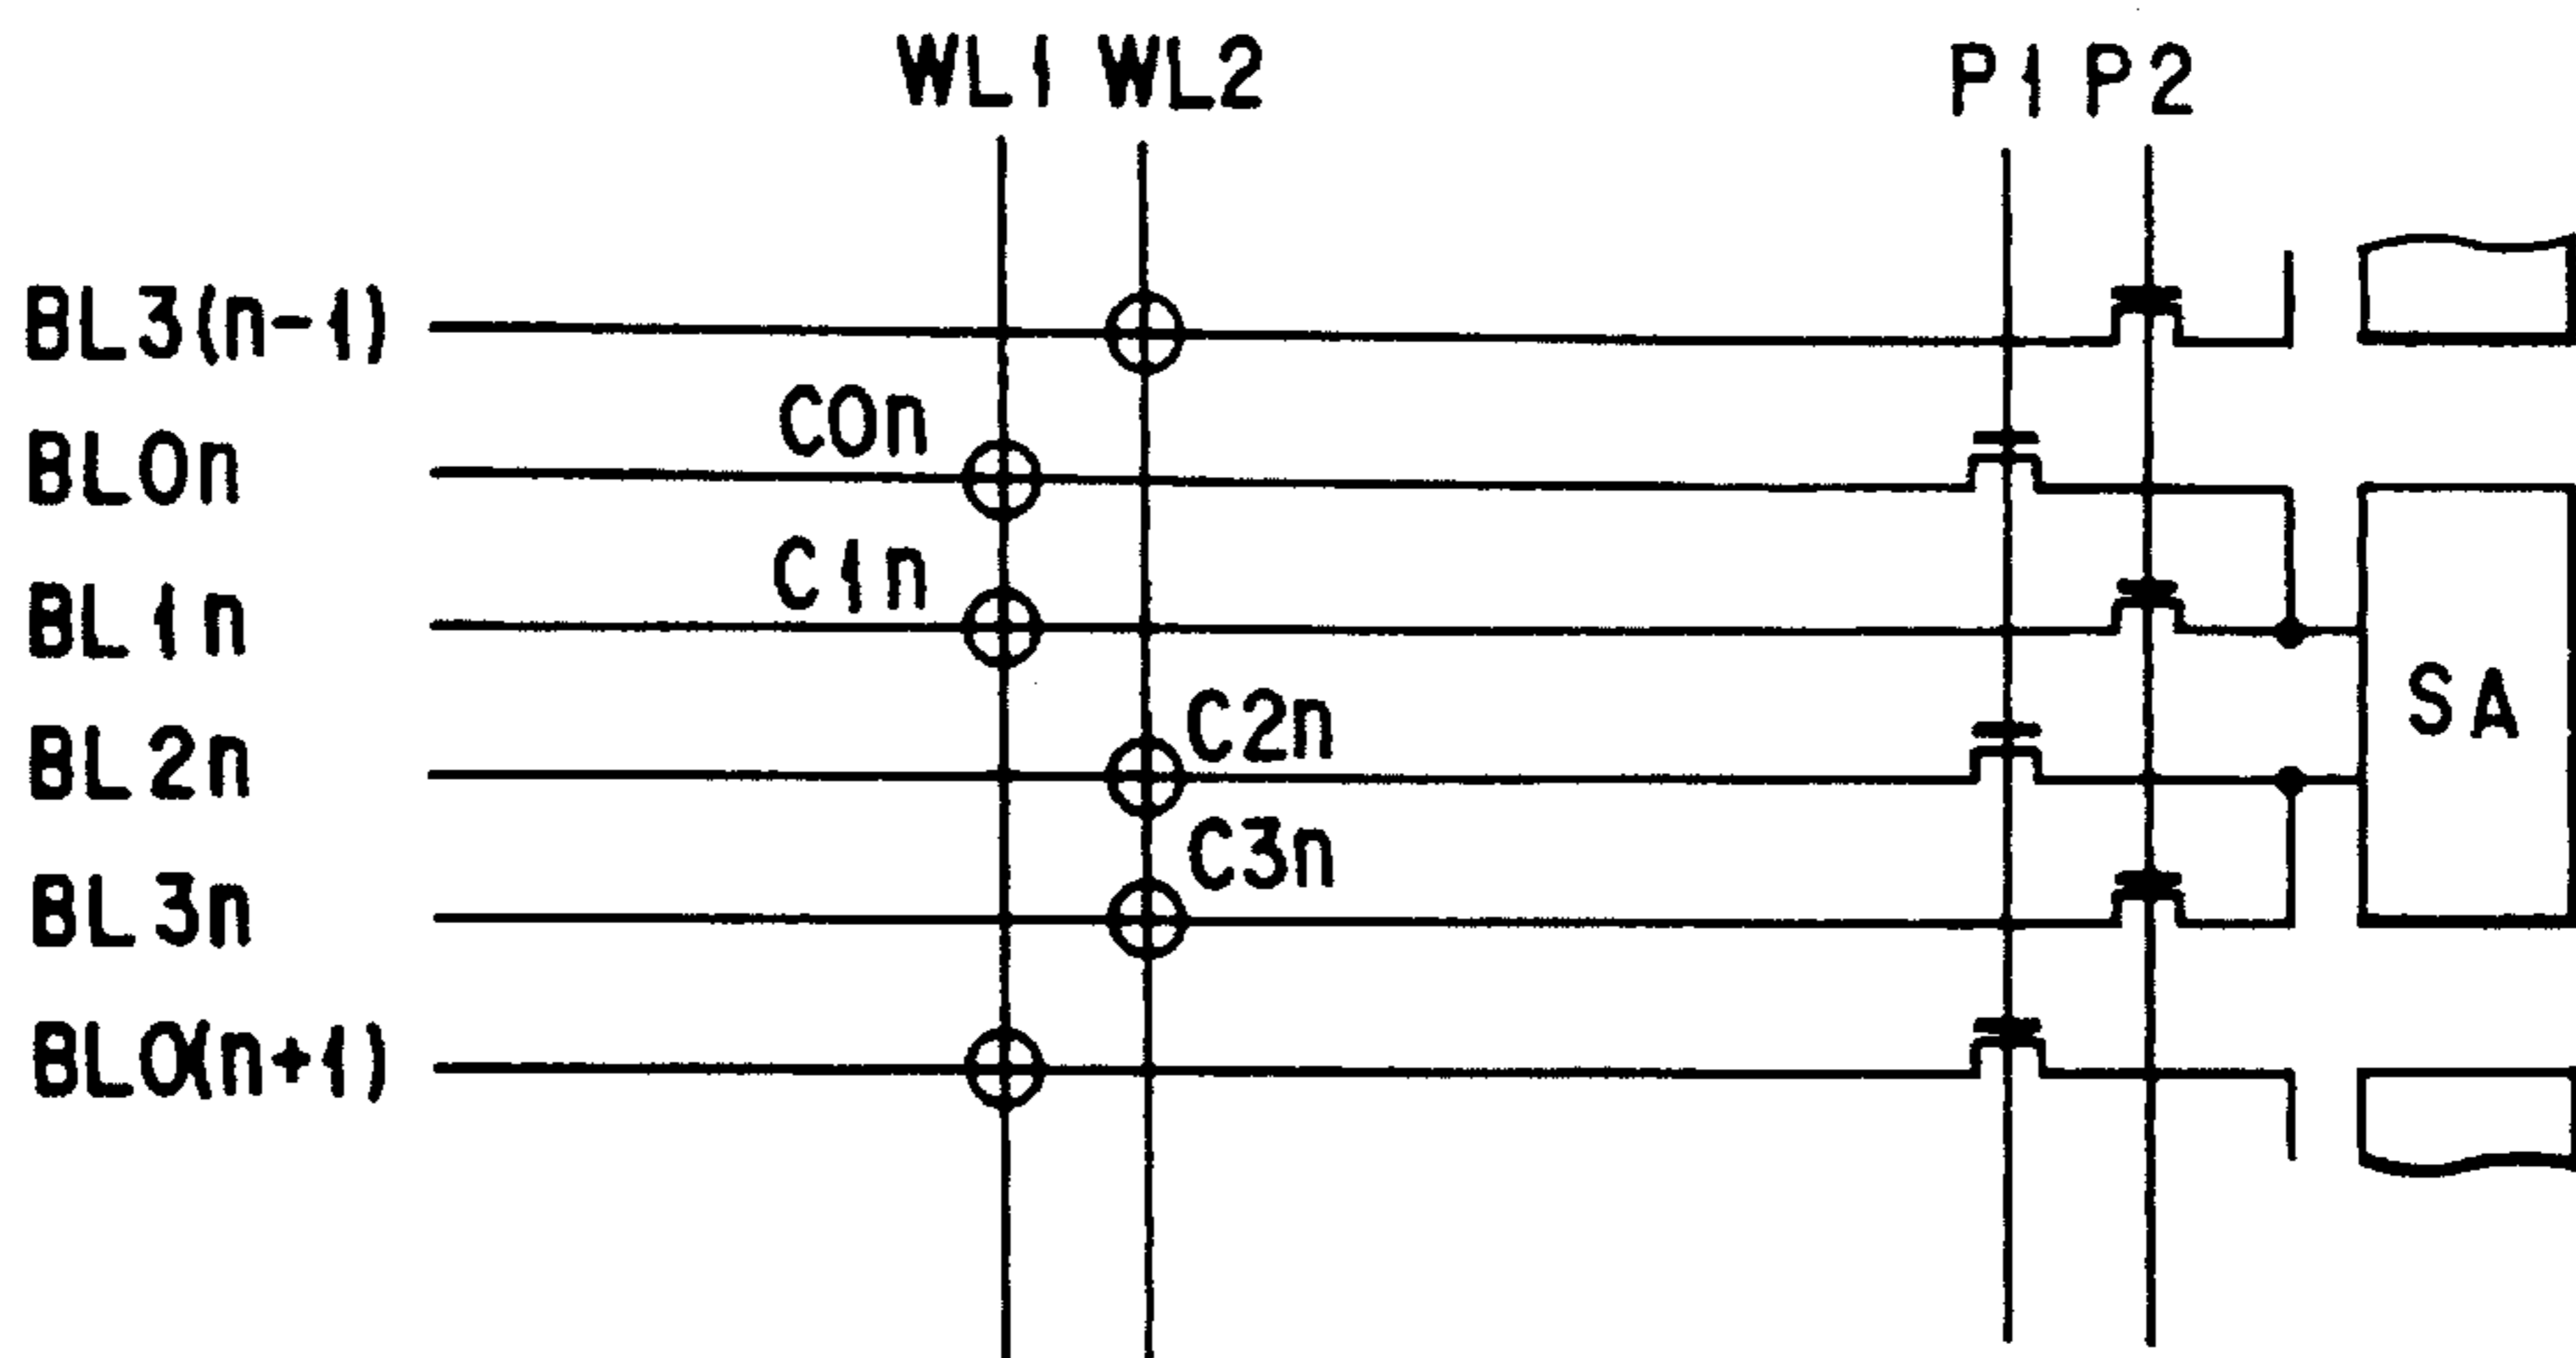 WL1 WL2 P1 P2
BL3(n-1)
C0n
BL0n
C1n
BL1n
C2n
SA
BL2n
C3n
BL3n
BL0(n+1)